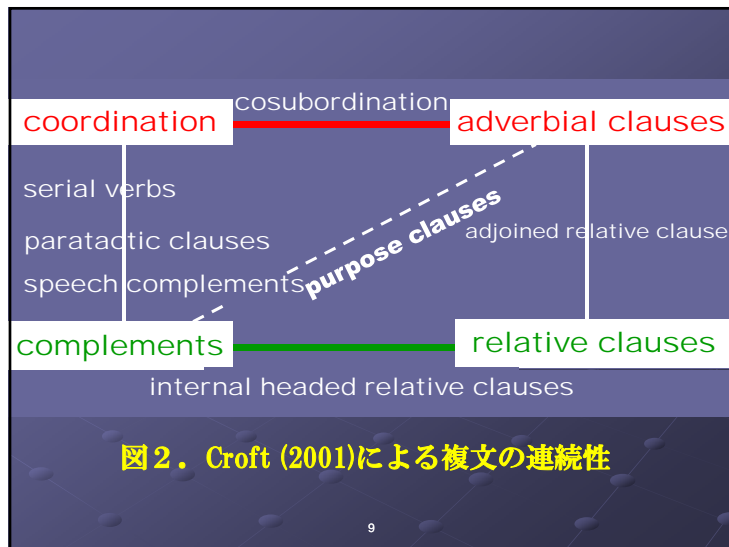 cosubordination
coordination
adverbial clauses
serial verbs
paratactic clauses
adjoined relative clause
speech complements
purpose clauses
complements
relative clauses
internal headed relative clauses
図２．Croft (2001)による複文の連続性
9